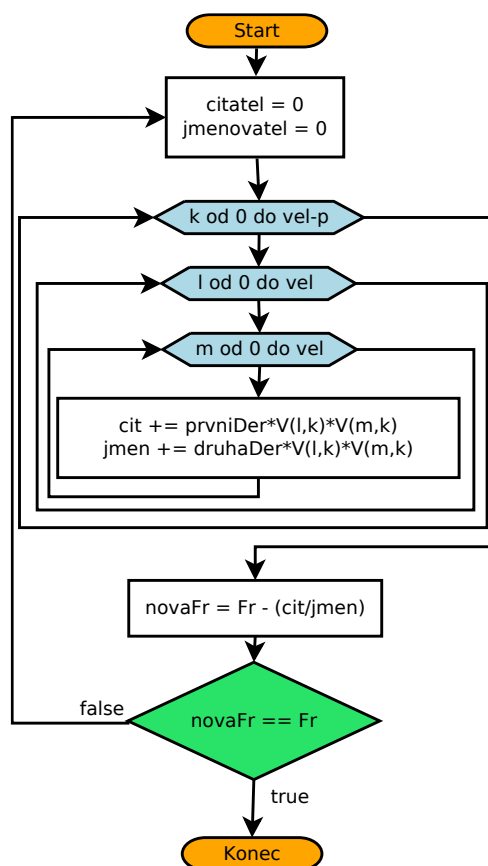 Start
citatel = 0
jmenovatel = 0
k od 0 do vel-p
l od 0 do vel
m od 0 do vel
cit += prvniDer*V(l,k)*V(m,k)
jmen += druhaDer*V(l,k)*V(m,k)
novaFr = Fr - (cit/jmen)
false
novaFr == Fr
true
Konec